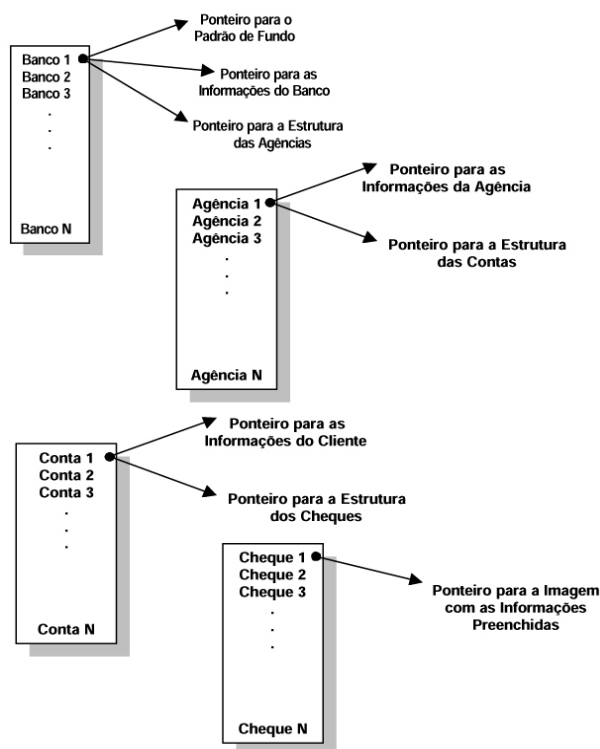 Ponteiro para o
Padrão de Fundo
Banco 1
Banco 2
Banco 3
.
.
.
Banco N
Ponteiro para as
Informações do Banco
Ponteiro para a Estrutura
das Agências
Agência 1
Agência 2
Agência 3
.
.
.
Agência N
Ponteiro para as
Informações da Agência
Ponteiro para a Estrutura
das Contas
Conta 1
Conta 2
Conta 3
.
.
.
Conta N
Ponteiro para as
Informações do Cliente
Ponteiro para a Estrutura
dos Cheques
Cheque 1
Cheque 2
Cheque 3
.
.
.
Cheque N
Ponteiro para a Imagem
com as Informações
Preenchidas